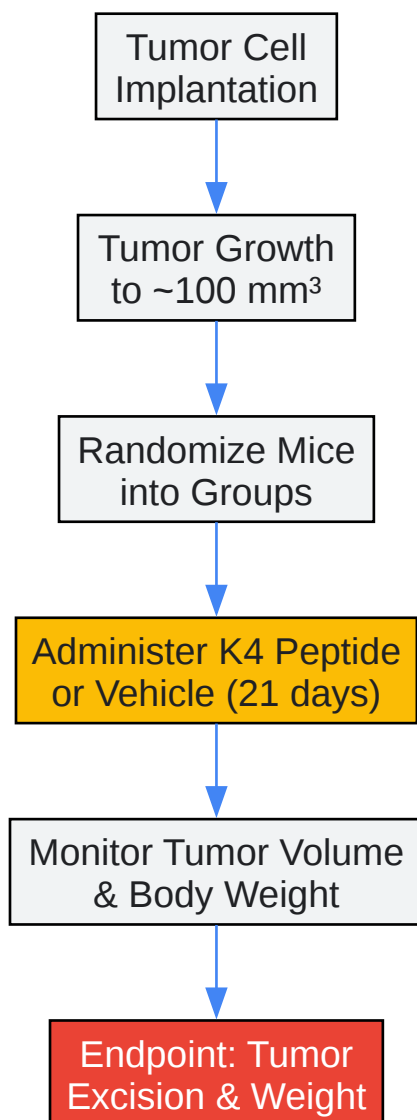 Tumor Cell
Implantation
Tumor Growth
to ~100 mm³
Randomize Mice
into Groups
Administer K4 Peptide
or Vehicle (21 days)
Monitor Tumor Volume
& Body Weight
Endpoint: Tumor
Excision & Weight